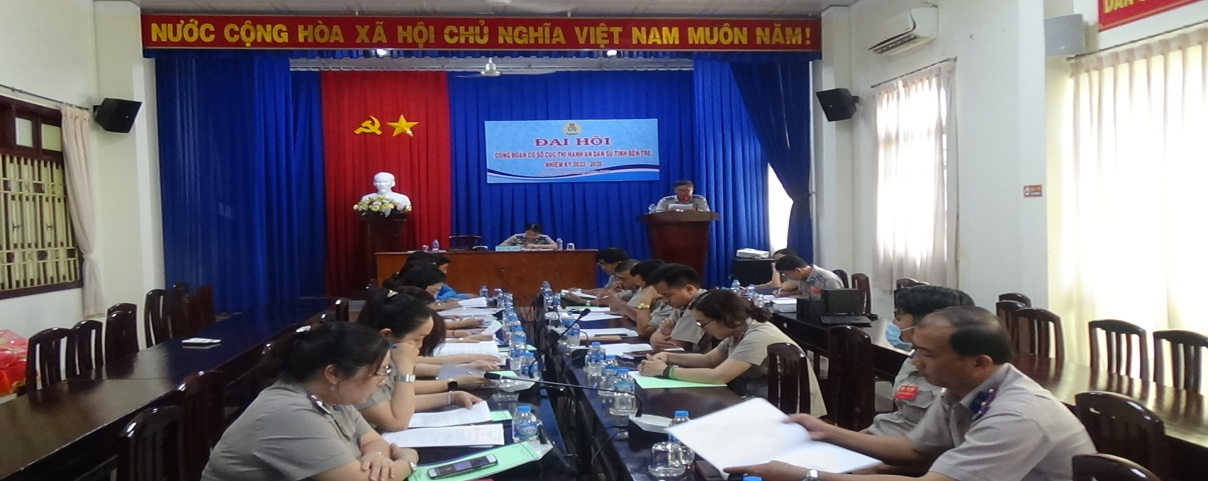 NƯỚC CỘNG HÒA XÃ HỘI CHỦ NGHĨA VIỆT NAM MUÔN NĂM!
ĐẠI HỘI
CÔNG ĐOÀN CƠ SỞ CỤC THI HÀNH ÁN DÂN SỰ TỈNH BẾN TRE
NHIỆM KỲ 2023 - 2028